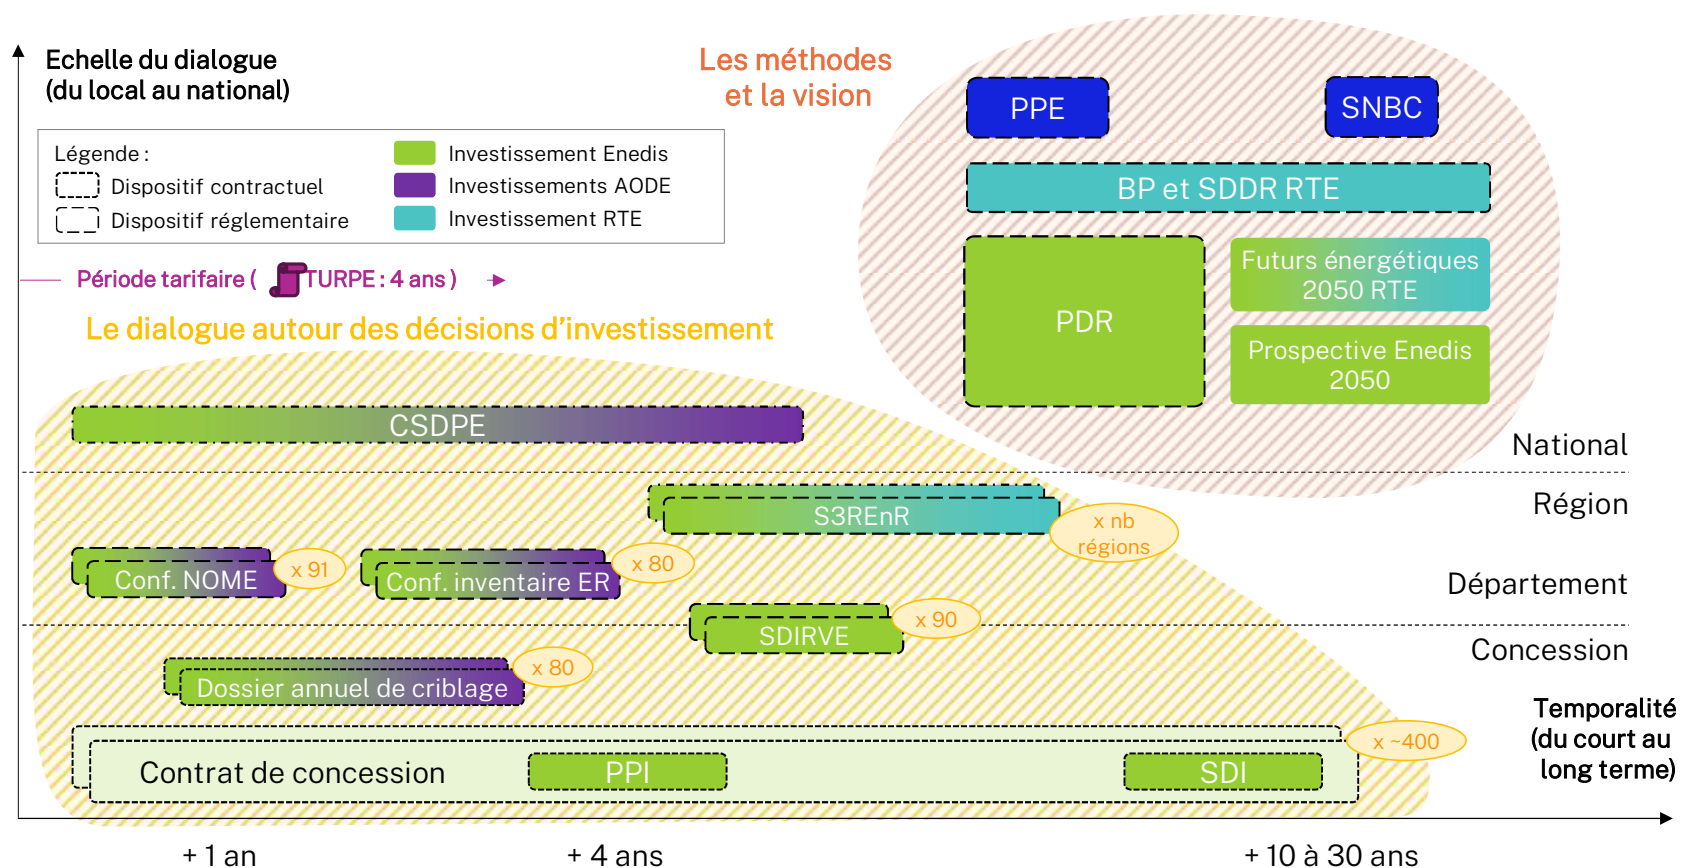 Echelle du dialogue
(du local au national)
Les méthodes
et la vision
PPE
SNBC
Légende :
Dispositif contractuel
Dispositif réglementaire
Investissement Enedis
Investissements AODE
Investissement RTE
BP et SDDR RTE
Période tarifaire ( TURPE : 4 ans )
PDR
Futurs énergétiques
2050 RTE
Prospective Enedis
2050
Le dialogue autour des décisions d’investissement
CSDPE
National
Région
S3REnR
x nb
régions
Conf. NOME
x 91
Conf. inventaire ER
x 80
Département
SDIRVE
x 90
Concession
Dossier annuel de criblage
x 80
Temporalité
(du court au
long terme)
x ~400
Contrat de concession
PPI
SDI
+ 1 an
+ 4 ans
+ 10 à 30 ans